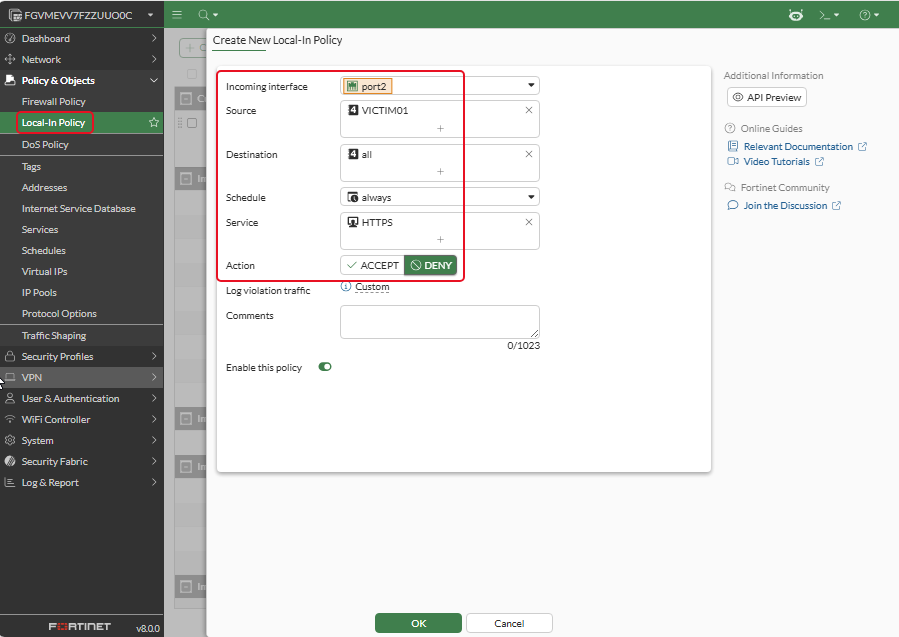 FGVMEVV7FZZUUO0C
Dashboard
Network
Policy & Objects
Firewall Policy
Local-In Policy
DoS Policy
Tags
Addresses
Internet Service Database
Services
Schedules
Virtual IPs
IP Pools
Protocol Options
Traffic Shaping
Security Profiles
VPN
User & Authentication
WiFi Controller
System
Security Fabric
Log & Report
FORTINET v8.0.0
Create New Local-In Policy
Incoming interface port2
Source 4 VICTIM01
+
Destination 4 all
+
Schedule always
Service HTTPS
+
Action ACCEPT DENY
Log violation traffic Custom
Comments
0/1023
Enable this policy
OK Cancel
Additional Information
API Preview
Online Guides
Relevant Documentation
Video Tutorials
Fortinet Community
Join the Discussion